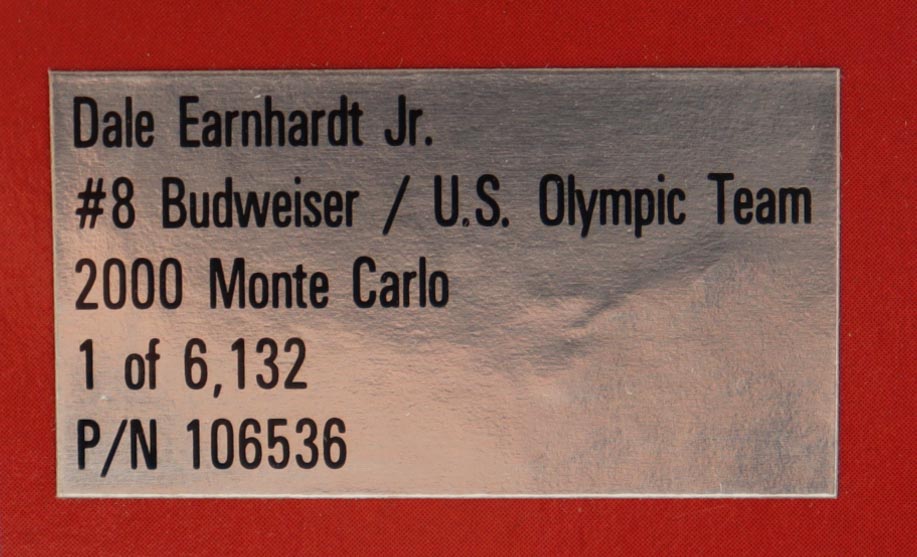 Dale Earnhardt Jr.
#8 Budweiser / U.S. Olympic Team
2000 Monte Carlo
1 of 6,132
P/N 106536